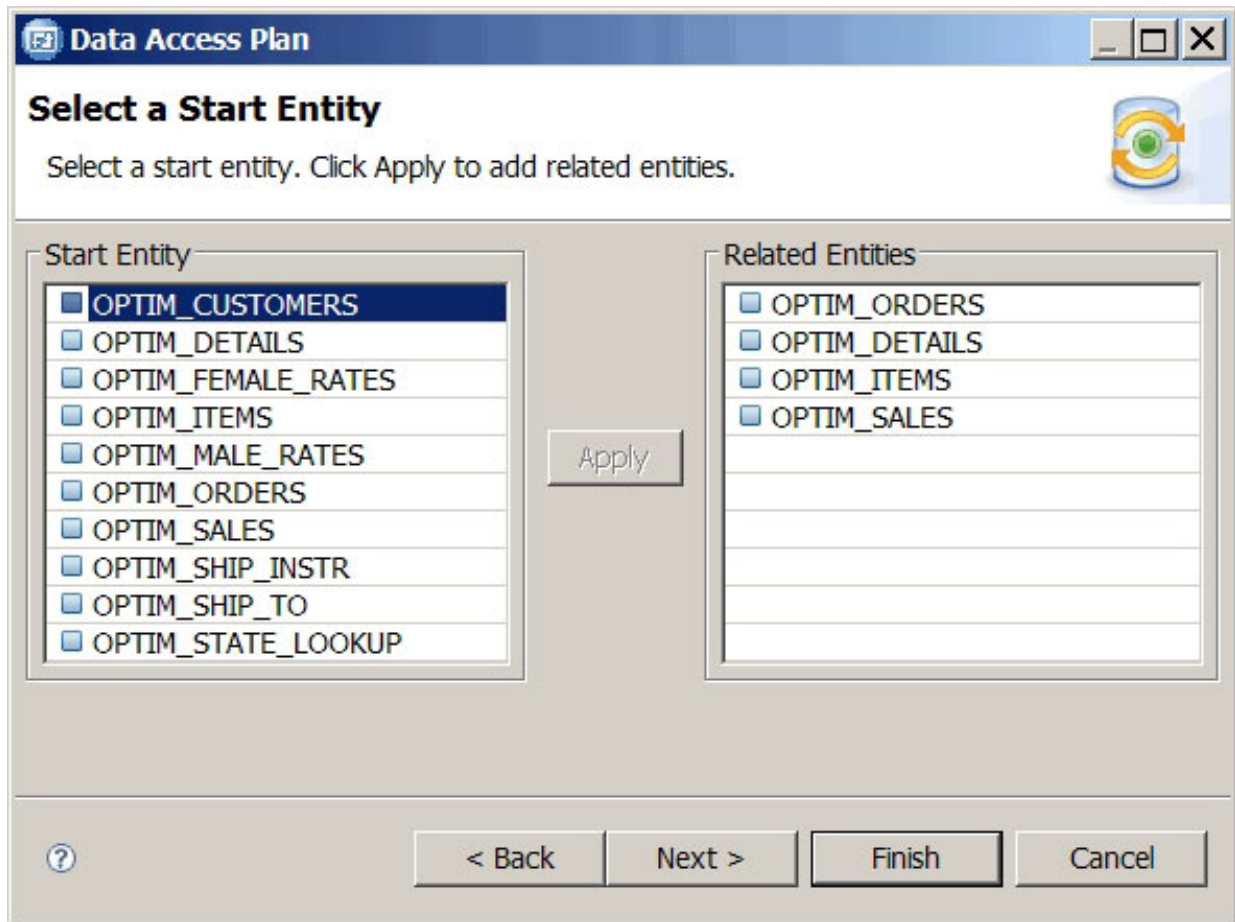 Data Access Plan
Select a Start Entity
Select a start entity. Click Apply to add related entities.
Start Entity
OPTIM_CUSTOMERS
OPTIM_DETAILS
OPTIM_FEMALE_RATES
OPTIM_ITEMS
OPTIM_MALE_RATES
OPTIM_ORDERS
OPTIM_SALES
OPTIM_SHIP_INSTR
OPTIM_SHIP_TO
OPTIM_STATE_LOOKUP
Apply
Related Entities
OPTIM_ORDERS
OPTIM_DETAILS
OPTIM_ITEMS
OPTIM_SALES
? < Back Next > Finish Cancel